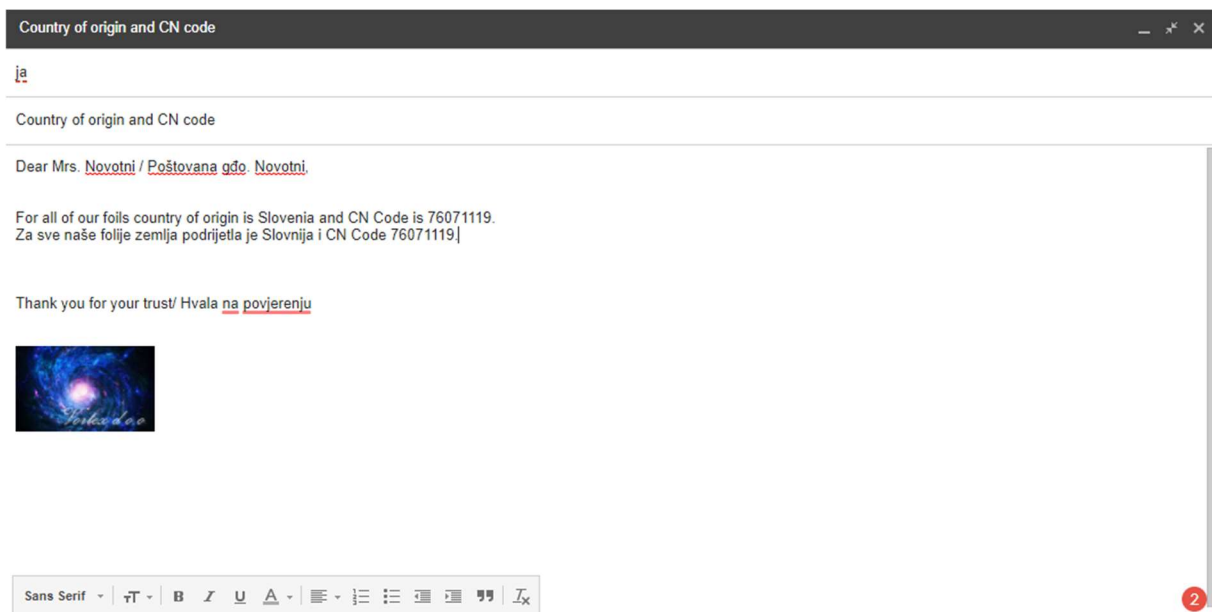 Country of origin and CN code
ja
Country of origin and CN code
Dear Mrs. Novotni / Poštovana gđo. Novotni,
For all of our foils country of origin is Slovenia and CN Code is 76071119.
Za sve naše folije zemlja podrijetla je Slovnija i CN Code 76071119.
Thank you for your trust/ Hvala na povjerenju
Vortex d.o.o
Sans Serif
2